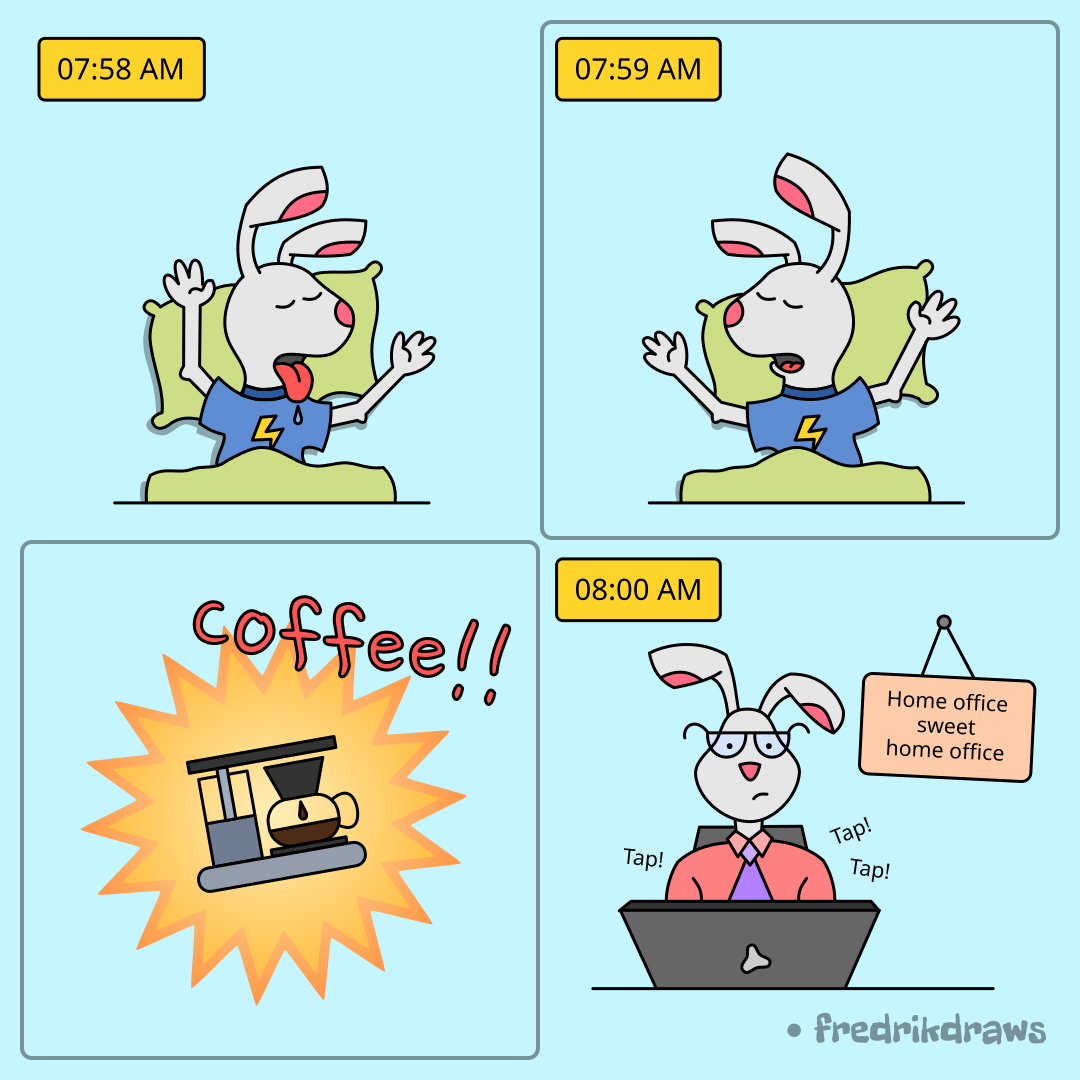 07:58 AM
07:59 AM
coffee!!
08:00 AM
Home office
sweet
home office
Tap!
Tap!
Tap!
• fredrikdraws